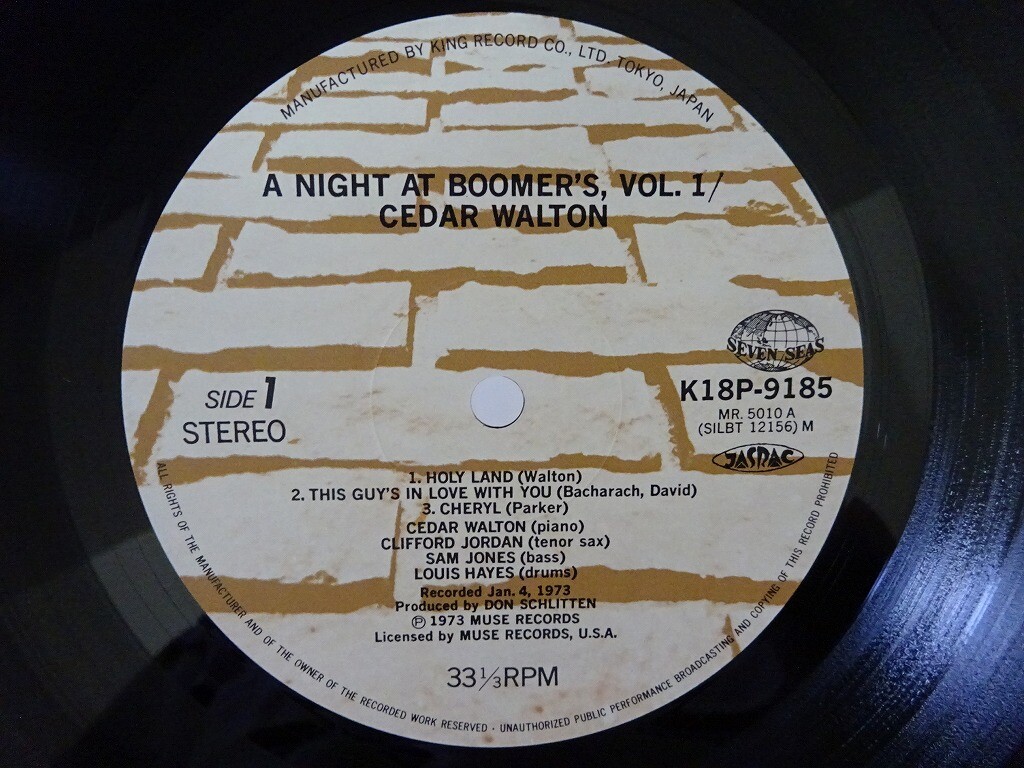 MANUFACTURED BY KING RECORD CO., LTD. TOKYO, JAPAN
A NIGHT AT BOOMER'S, VOL. 1/
CEDAR WALTON
SEVEN SEAS
SIDE 1
STEREO
K18P-9185
MR. 5010 A
(SILBT 12156) M
JASRAC
1. HOLY LAND (Walton)
2. THIS GUY'S IN LOVE WITH YOU (Bacharach, David)
3. CHERYL (Parker)
CEDAR WALTON (piano)
CLIFFORD JORDAN (tenor sax)
SAM JONES (bass)
LOUIS HAYES (drums)
Recorded Jan. 4, 1973
Produced by DON SCHLITTEN
Ⓟ 1973 MUSE RECORDS
Licensed by MUSE RECORDS, U.S.A.
33⅓RPM
ALL RIGHTS OF THE MANUFACTURER AND OF THE OWNER OF THE RECORDED WORK RESERVED · UNAUTHORIZED PUBLIC PERFORMANCE BROADCASTING AND COPYING OF THIS RECORD PROHIBITED